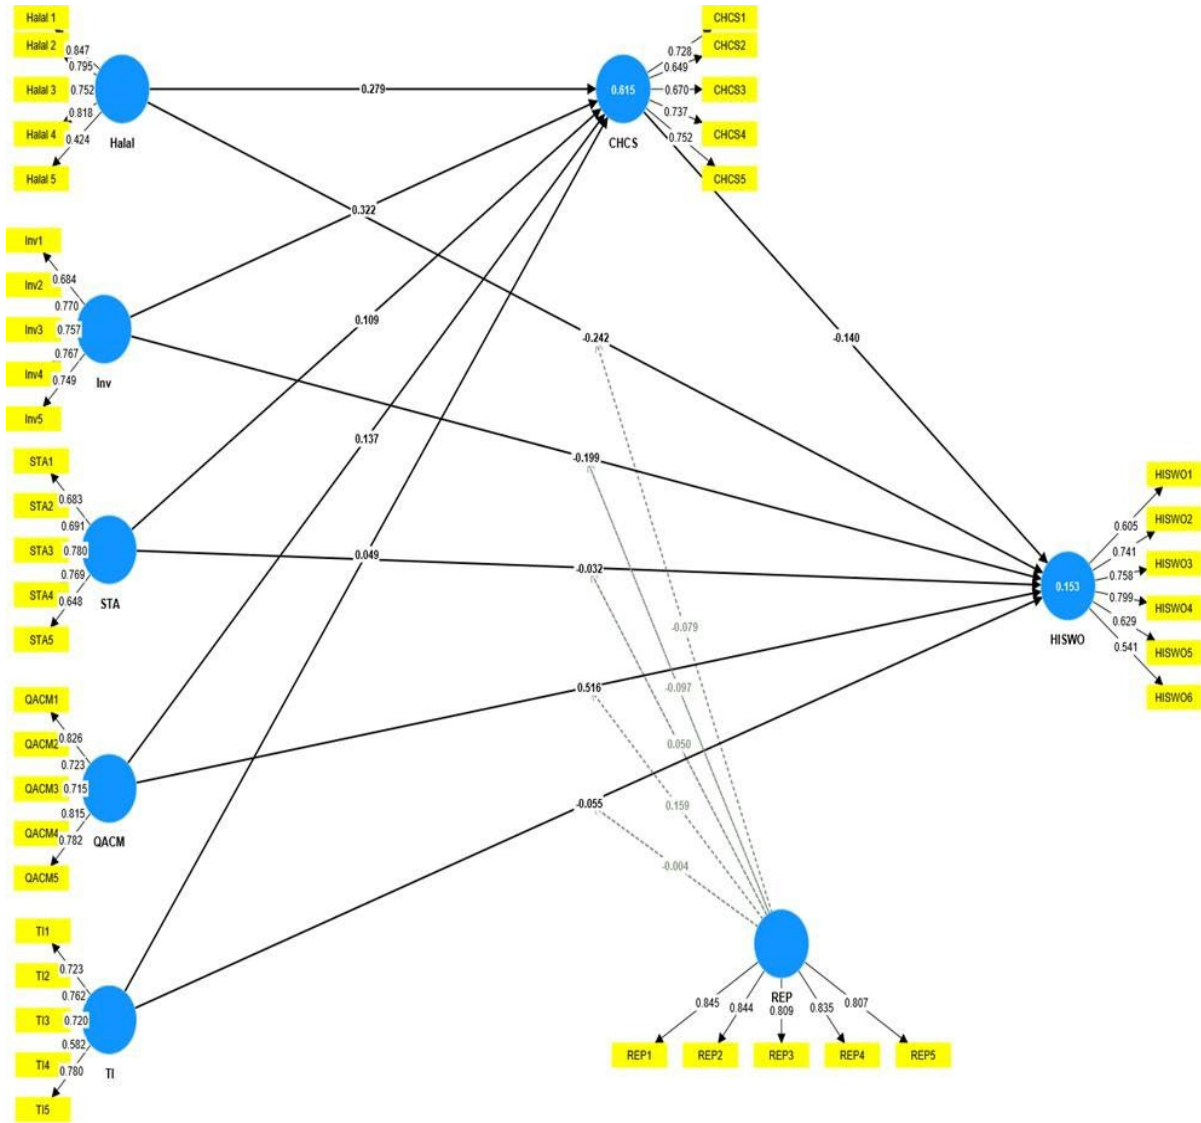 Halal 1
Halal 2
Halal 3
Halal 4
Halal 5
0.847
0.795
0.752
0.818
0.424
Halal
0.279
0.615
CHCS
CHCS1
CHCS2
CHCS3
CHCS4
CHCS5
0.728
0.649
0.670
0.737
0.752
Inv1
Inv2
Inv3
Inv4
Inv5
0.684
0.770
0.757
0.767
0.749
Inv
0.322
0.109
-0.242
-0.140
0.137
-0.199
STA1
STA2
STA3
STA4
STA5
0.683
0.691
0.780
0.769
0.648
STA
0.049
-0.032
HISWO1
HISWO2
HISWO3
HISWO4
HISWO5
HISWO6
0.605
0.741
0.758
0.799
0.629
0.541
0.153
HISWO
-0.079
-0.097
0.050
0.159
-0.004
QACM1
QACM2
QACM3
QACM4
QACM5
0.826
0.723
0.715
0.815
0.782
QACM
0.516
-0.055
TI1
TI2
TI3
TI4
TI5
0.723
0.762
0.720
0.582
0.780
TI
REP
0.845
0.844
0.809
0.835
0.807
REP1
REP2
REP3
REP4
REP5